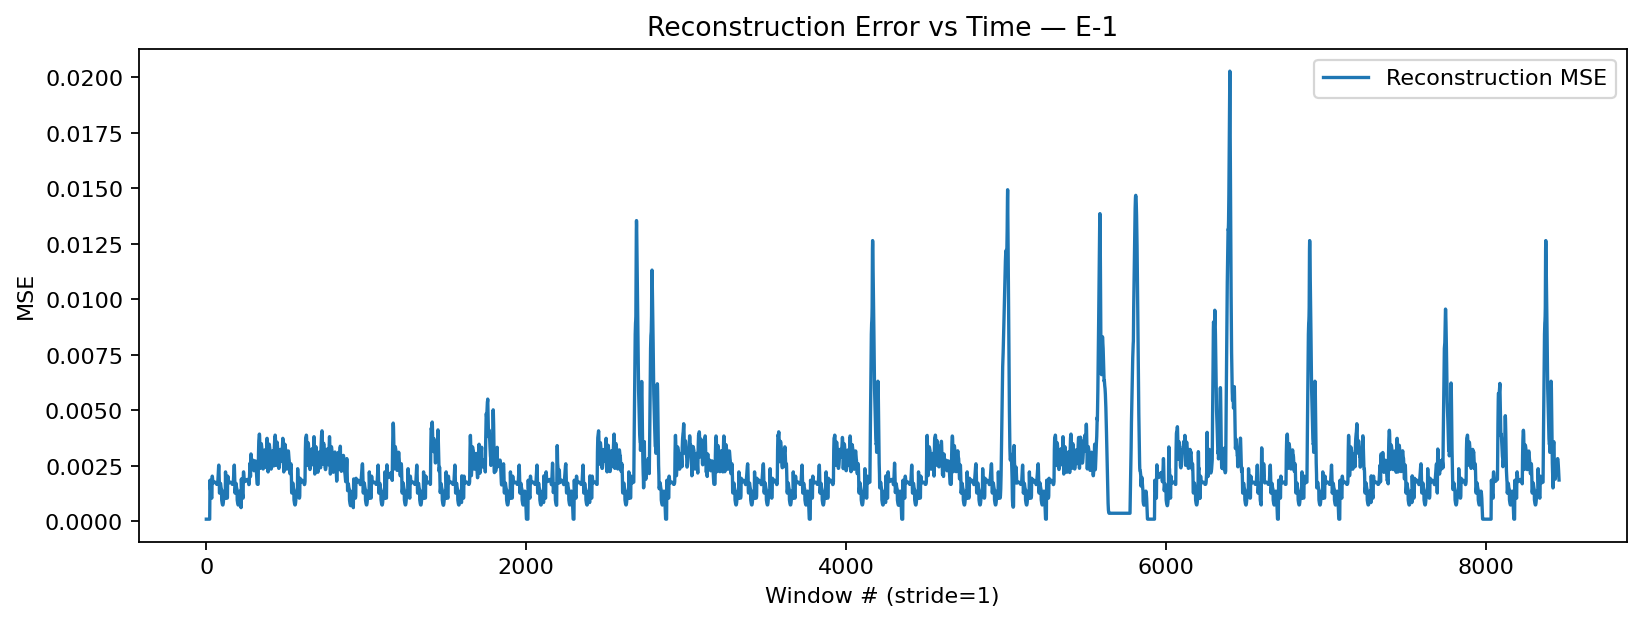 Reconstruction Error vs Time — E-1
Reconstruction MSE
MSE
0.0200
0.0175
0.0150
0.0125
0.0100
0.0075
0.0050
0.0025
0.0000
0 2000 4000 6000 8000
Window # (stride=1)